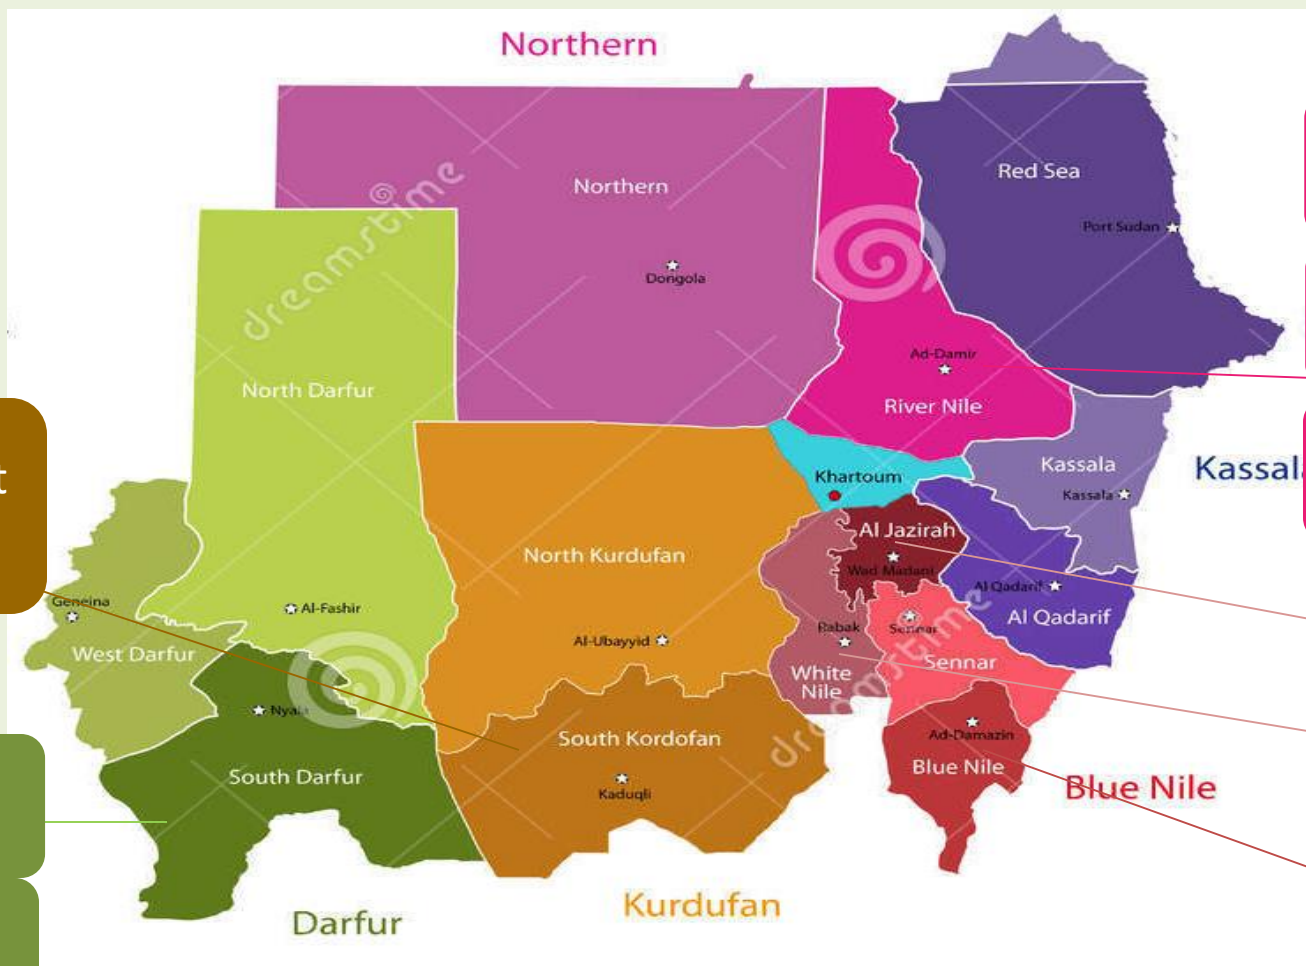 Northern
Northern
Red Sea
Port Sudan
Dongola
dreamstime
Ad-Damir
North Darfur
River Nile
Kassala
Kassala
Kassala
Khartoum
Al Jazirah
North Kurdufan
Wad Madani
Al Qadarif
Geneina
Al-Fashir
Al Qadarif
Al-Ubayyid
Rabak
Sennar
West Darfur
Sennar
White
Nile
Nyala
dreamstime
Ad-Damazin
South Kordofan
South Darfur
Blue Nile
Kaduqli
Blue Nile
Kurdufan
Darfur